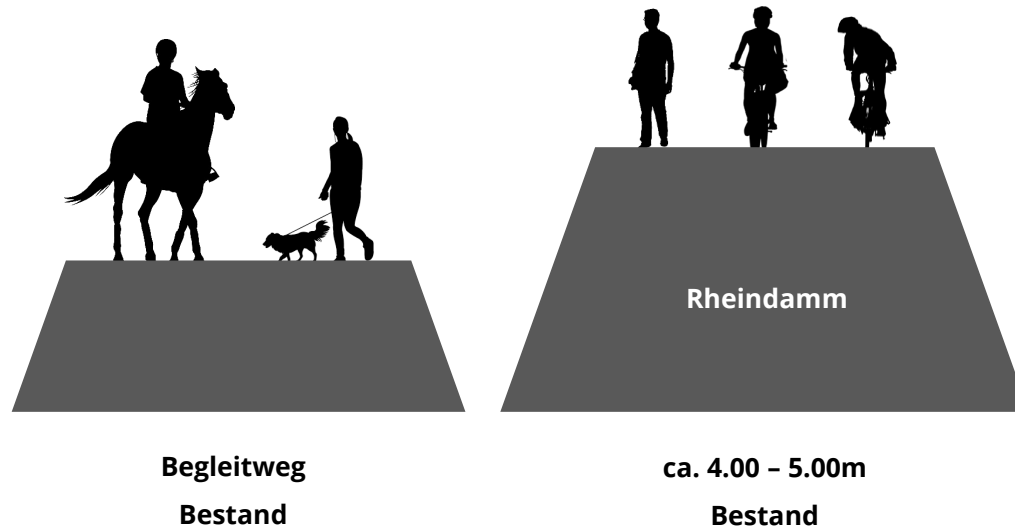 Rheindamm
Begleitweg
Bestand
ca. 4.00 – 5.00m
Bestand